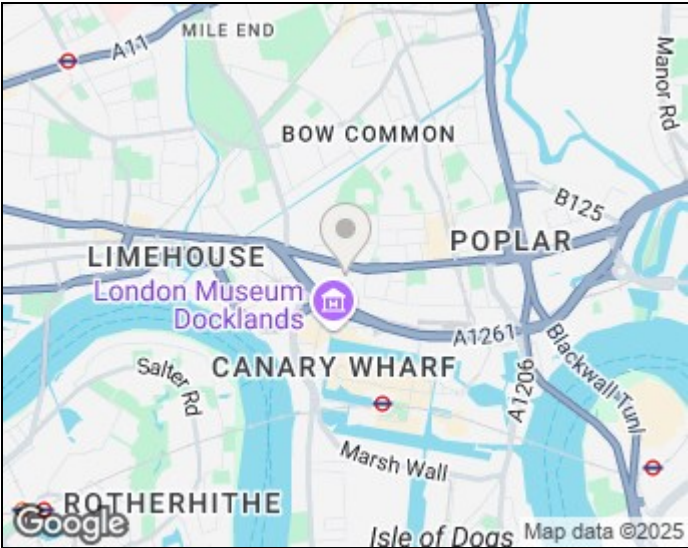 MILE END
A11
Manor Rd
BOW COMMON
B125
POPLAR
LIMEHOUSE
London Museum
Docklands
A1261
CANARY WHARF
Salter Rd
A1206
Blackwall Tunl
Marsh Wall
ROTHERHITHE
Google
Isle of Dogs
Map data ©2025